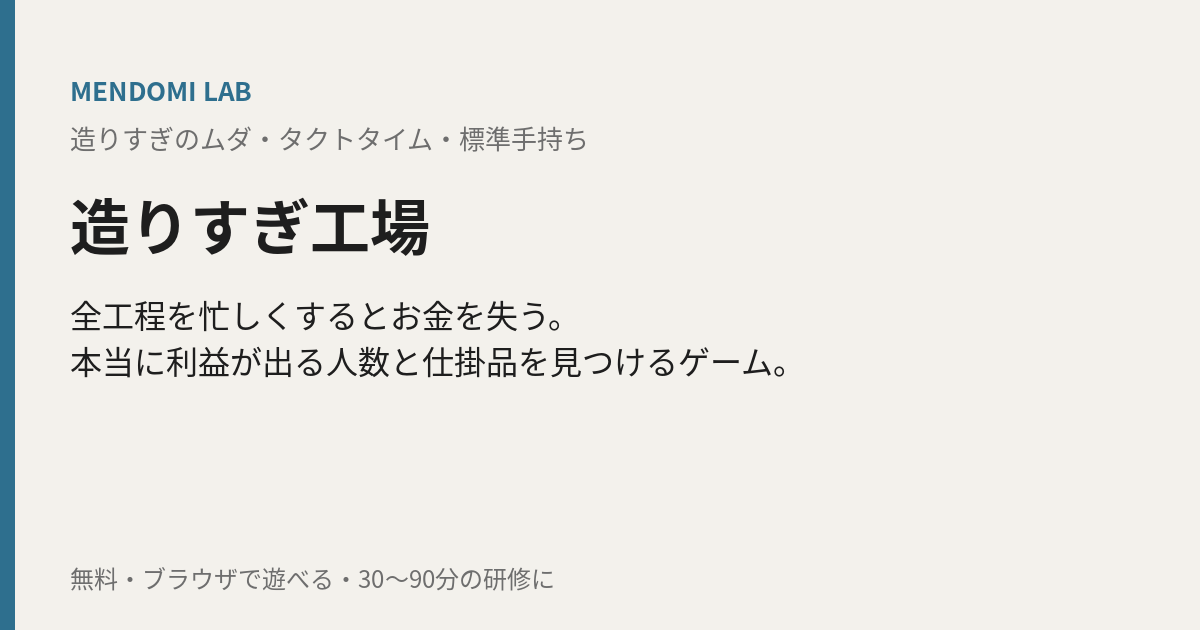 MENDOMI LAB
造りすぎのムダ・タクトタイム・標準手持ち
造りすぎ工場
全工程を忙しくするとお金を失う。
本当に利益が出る人数と仕掛品を見つけるゲーム。
無料・ブラウザで遊べる・30〜90分の研修に